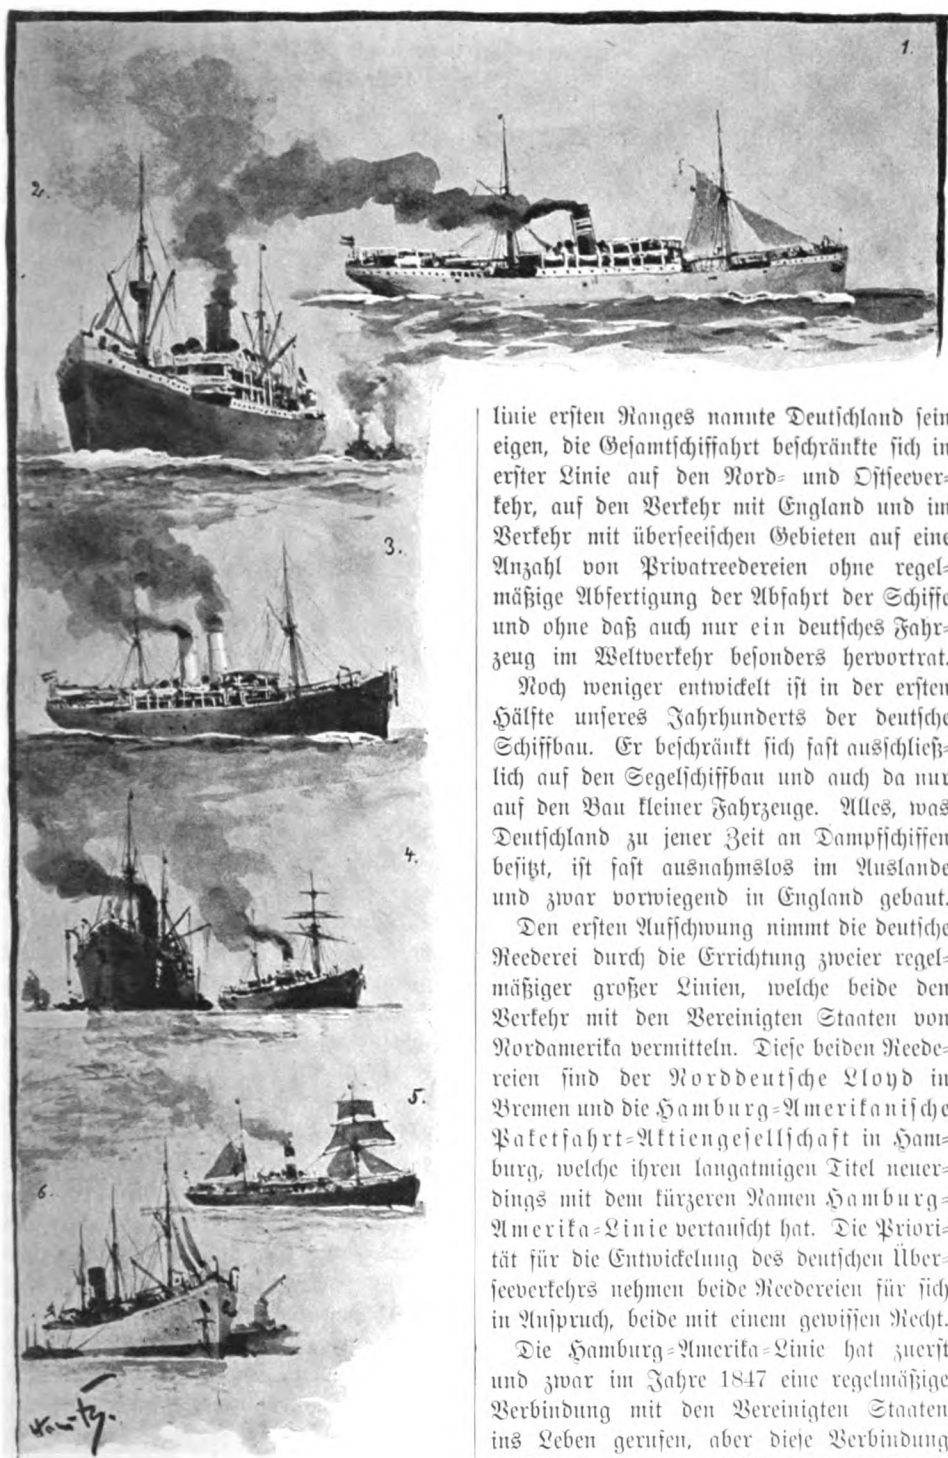 1.
2.
3.
4.
5.
6.
linie ersten Ranges nannte Deutschland sein
eigen, die Gesamtschiffahrt beschränkte sich in
erster Linie auf den Nord- und Ostseever-
kehr, auf den Verkehr mit England und im
Verkehr mit überseeischen Gebieten auf eine
Anzahl von Privatreedereien ohne regel-
mäßige Abfertigung der Abfahrt der Schiffe
und ohne daß auch nur ein deutsches Fahr-
zeug im Weltverkehr besonders hervortrat.
Noch weniger entwickelt ist in der ersten
Hälfte unseres Jahrhunderts der deutsche
Schiffbau. Er beschränkt sich fast ausschließ-
lich auf den Segelschiffbau und auch da nur
auf den Bau kleiner Fahrzeuge. Alles, was
Deutschland zu jener Zeit an Dampfschiffen
besitzt, ist fast ausnahmslos im Auslande
und zwar vorwiegend in England gebaut.
Den ersten Aufschwung nimmt die deutsche
Reederei durch die Errichtung zweier regel-
mäßiger großer Linien, welche beide den
Verkehr mit den Vereinigten Staaten von
Nordamerika vermitteln. Diese beiden Reede-
reien sind der Norddeutsche Lloyd in
Bremen und die Hamburg-Amerikanische
Paketfahrt-Aktiengesellschaft in Ham-
burg, welche ihren langatmigen Titel neuer-
dings mit dem kürzeren Namen Hamburg-
Amerika-Linie vertauscht hat. Die Priori-
tät für die Entwickelung des deutschen Über-
seeverkehrs nehmen beide Reedereien für sich
in Anspruch, beide mit einem gewissen Recht.
Die Hamburg-Amerika-Linie hat zuerst
und zwar im Jahre 1847 eine regelmäßige
Verbindung mit den Vereinigten Staaten
ins Leben gerufen, aber diese Verbindung